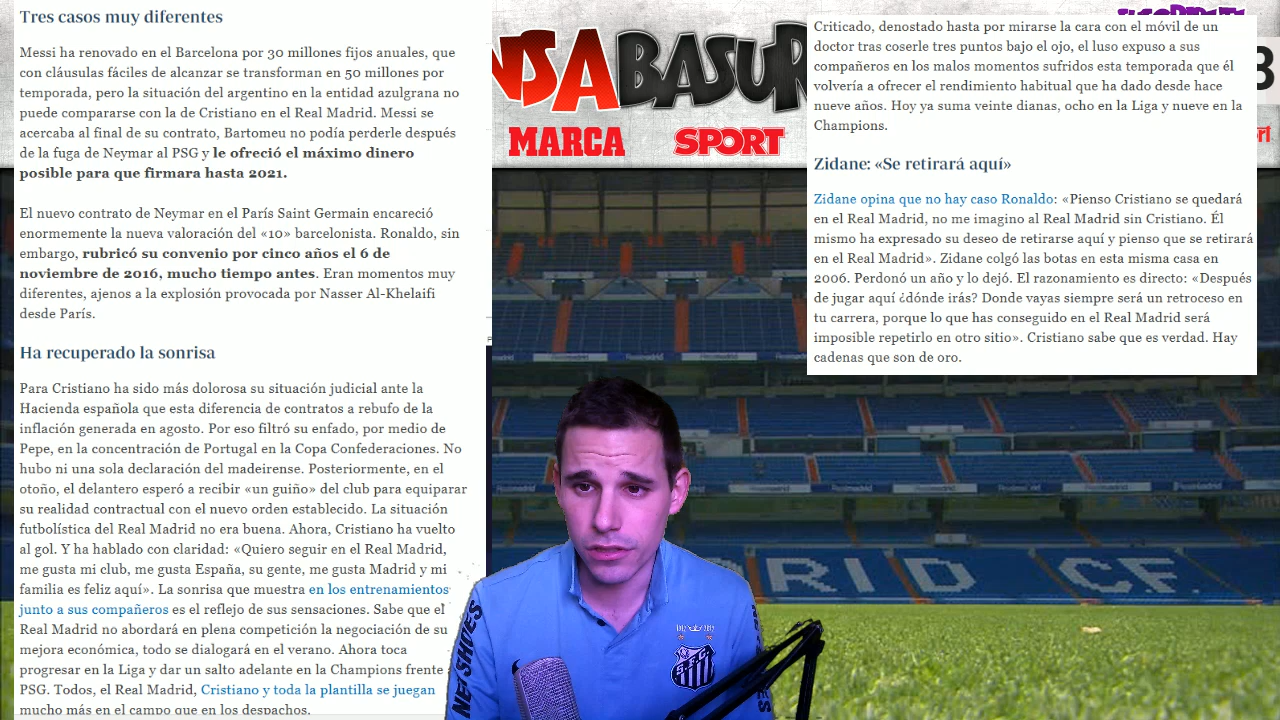 Tres casos muy diferentes
Messi ha renovado en el Barcelona por 30 millones fijos anuales, que
con cláusulas fáciles de alcanzar se transforman en 50 millones por
temporada, pero la situación del argentino en la entidad azulgrana no
puede compararse con la de Cristiano en el Real Madrid. Messi se
acercaba al final de su contrato, Bartomeu no podía perderle después
de la fuga de Neymar al PSG y le ofreció el máximo dinero
posible para que firmara hasta 2021.
El nuevo contrato de Neymar en el París Saint Germain encareció
enormemente la nueva valoración del «10» barcelonista. Ronaldo, sin
embargo, rubricó su convenio por cinco años el 6 de
noviembre de 2016, mucho tiempo antes. Eran momentos muy
diferentes, ajenos a la explosión provocada por Nasser Al-Khelaifi
desde París.
Ha recuperado la sonrisa
Para Cristiano ha sido más dolorosa su situación judicial ante la
Hacienda española que esta diferencia de contratos a rebufo de la
inflación generada en agosto. Por eso filtró su enfado, por medio de
Pepe, en la concentración de Portugal en la Copa Confederaciones. No
hubo ni una sola declaración del madeirense. Posteriormente, en el
otoño, el delantero esperó a recibir «un guiño» del club para equiparar
su realidad contractual con el nuevo orden establecido. La situación
futbolística del Real Madrid no era buena. Ahora, Cristiano ha vuelto
al gol. Y ha hablado con claridad: «Quiero seguir en el Real Madrid,
me gusta mi club, me gusta España, su gente, me gusta Madrid y mi
familia es feliz aquí». La sonrisa que muestra en los entrenamientos
junto a sus compañeros es el reflejo de sus sensaciones. Sabe que el
Real Madrid no abordará en plena competición la negociación de su
mejora económica, todo se dialogará en el verano. Ahora toca
progresar en la Liga y dar un salto adelante en la Champions frente
PSG. Todos, el Real Madrid, Cristiano y toda la plantilla se juegan
mucho más en el campo que en los despachos.
NSA BASUR
MARCA SPORT
Criticado, denostado hasta por mirarse la cara con el móvil de un
doctor tras coserle tres puntos bajo el ojo, el luso expuso a sus
compañeros en los malos momentos sufridos esta temporada que él
volvería a ofrecer el rendimiento habitual que ha dado desde hace
nueve años. Hoy ya suma veinte dianas, ocho en la Liga y nueve en la
Champions.
Zidane: «Se retirará aquí»
Zidane opina que no hay caso Ronaldo: «Pienso Cristiano se quedará
en el Real Madrid, no me imagino al Real Madrid sin Cristiano. Él
mismo ha expresado su deseo de retirarse aquí y pienso que se retirará
en el Real Madrid». Zidane colgó las botas en esta misma casa en
2006. Perdonó un año y lo dejó. El razonamiento es directo: «Después
de jugar aquí ¿dónde irás? Donde vayas siempre será un retroceso en
tu carrera, porque lo que has conseguido en el Real Madrid será
imposible repetirlo en otro sitio». Cristiano sabe que es verdad. Hay
cadenas que son de oro.
RID CF.